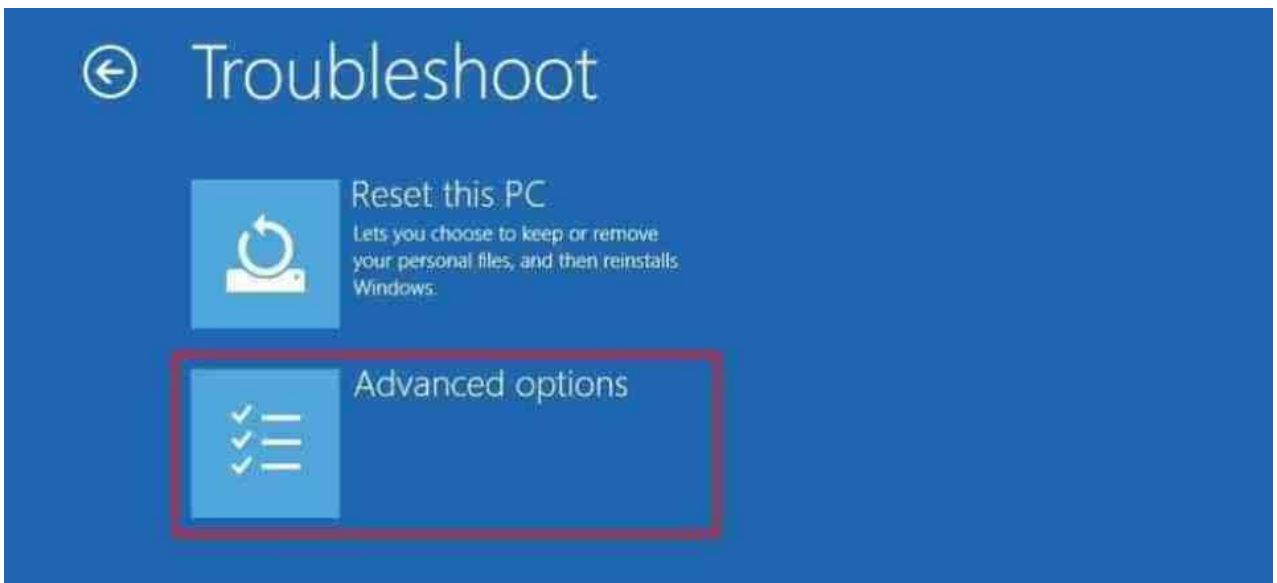 Troubleshoot
Reset this PC
Lets you choose to keep or remove
your personal files, and then reinstalls
Windows.
Advanced options